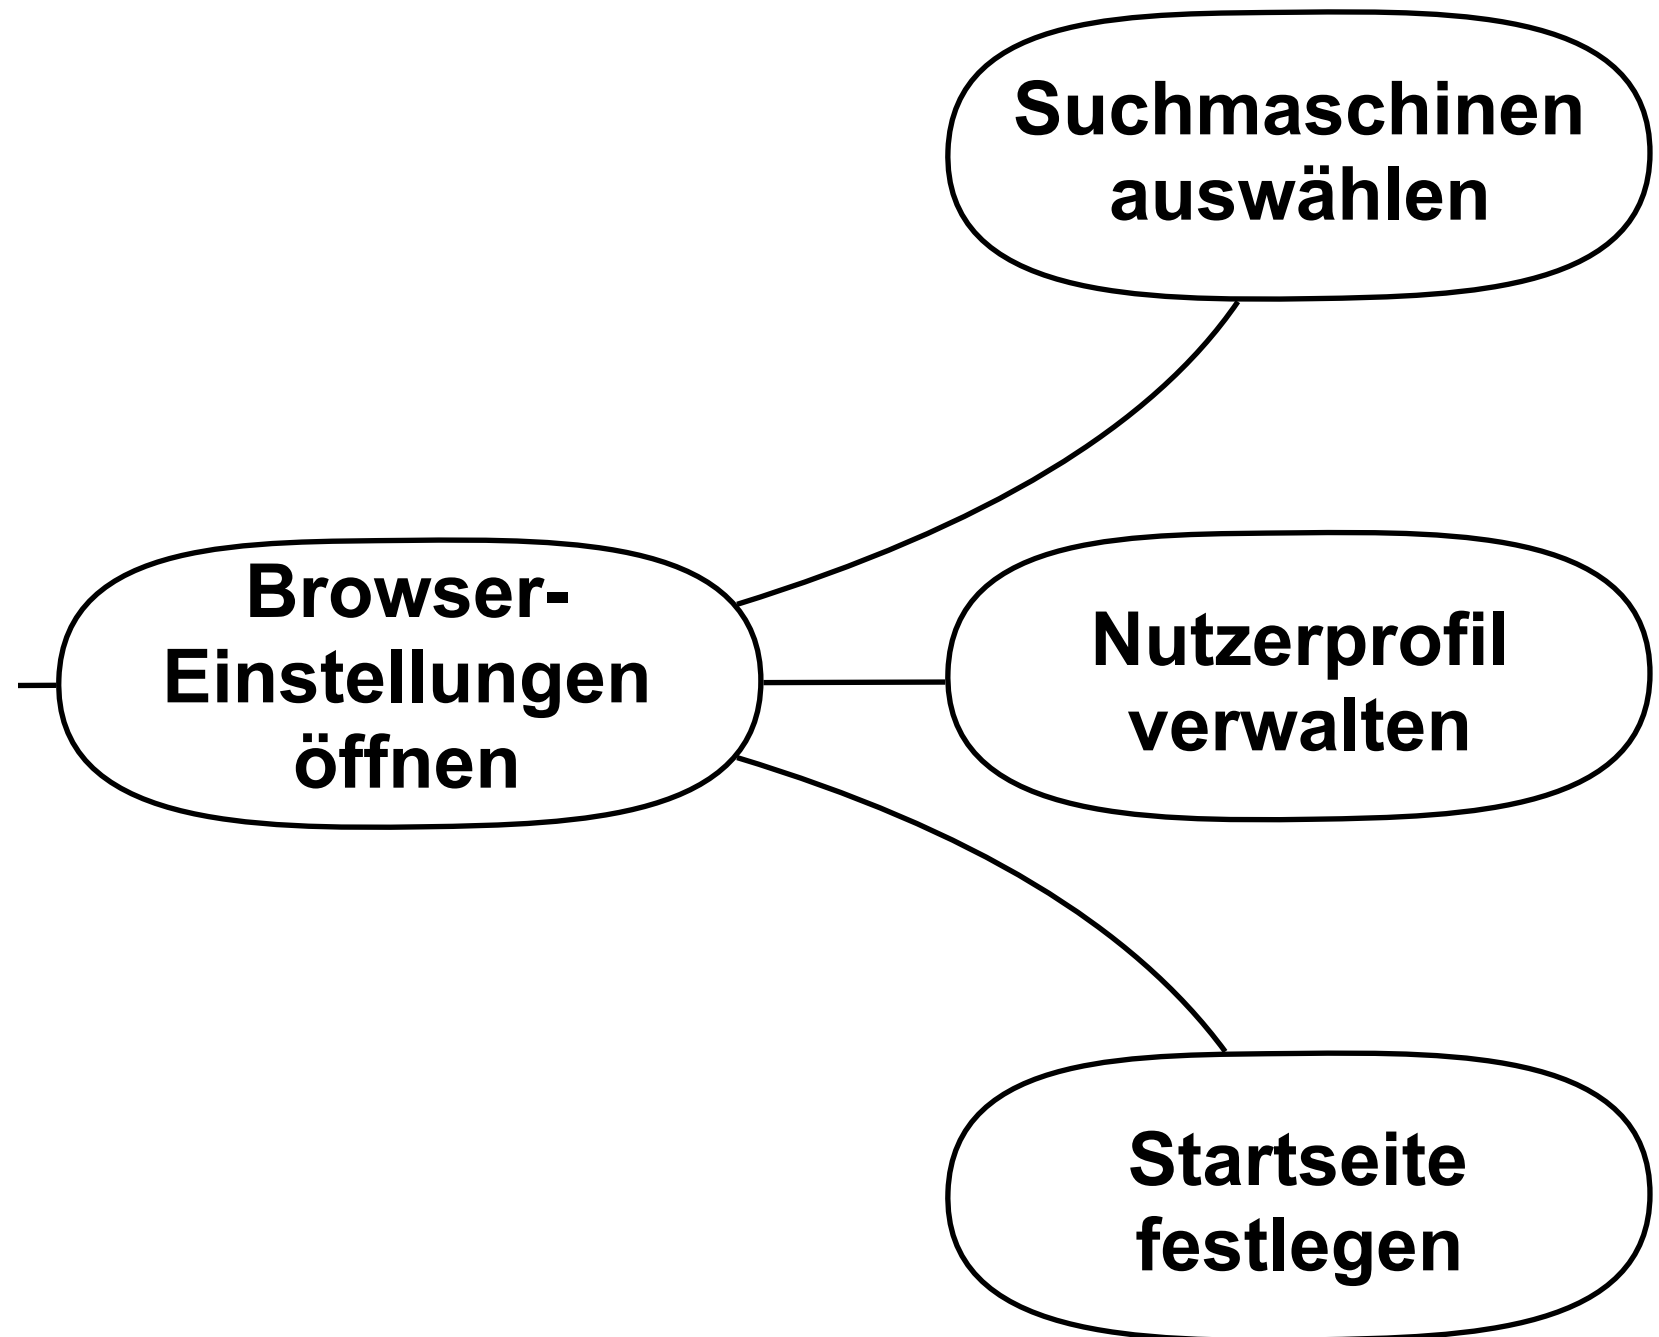 Suchmaschinen
auswählen
Browser-
Einstellungen
öffnen
Nutzerprofil
verwalten
Startseite
festlegen